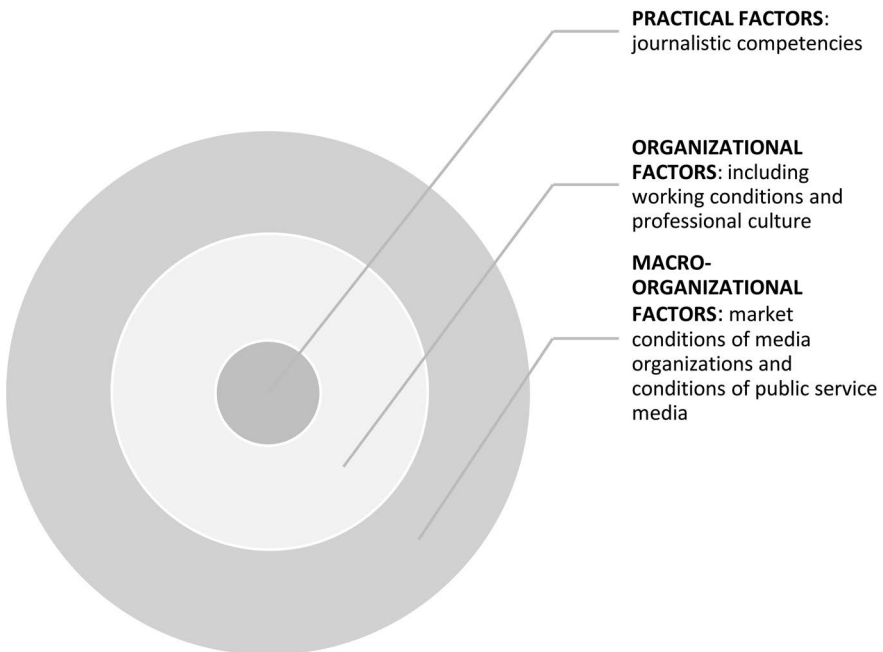 PRACTICAL FACTORS:
journalistic competencies
ORGANIZATIONAL
FACTORS: including
working conditions and
professional culture
MACRO-
ORGANIZATIONAL
FACTORS: market
conditions of media
organizations and
conditions of public service
media